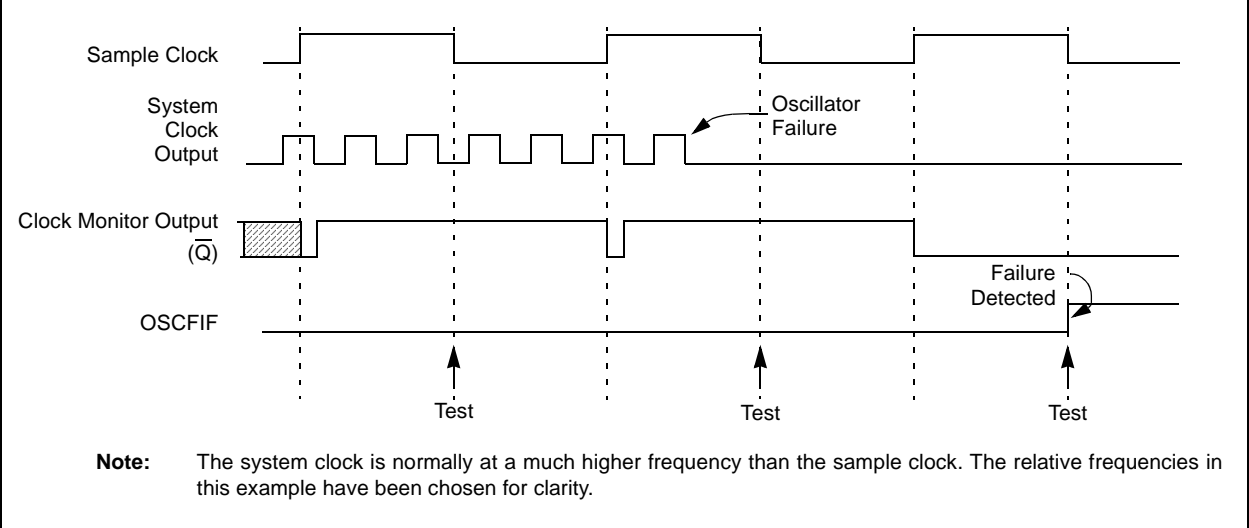 Sample Clock
System
Clock
Output
Oscillator
Failure
Clock Monitor Output
(Q̅)
Failure
Detected
OSCFIF
Test
Test
Test
Note: The system clock is normally at a much higher frequency than the sample clock. The relative frequencies in
this example have been chosen for clarity.